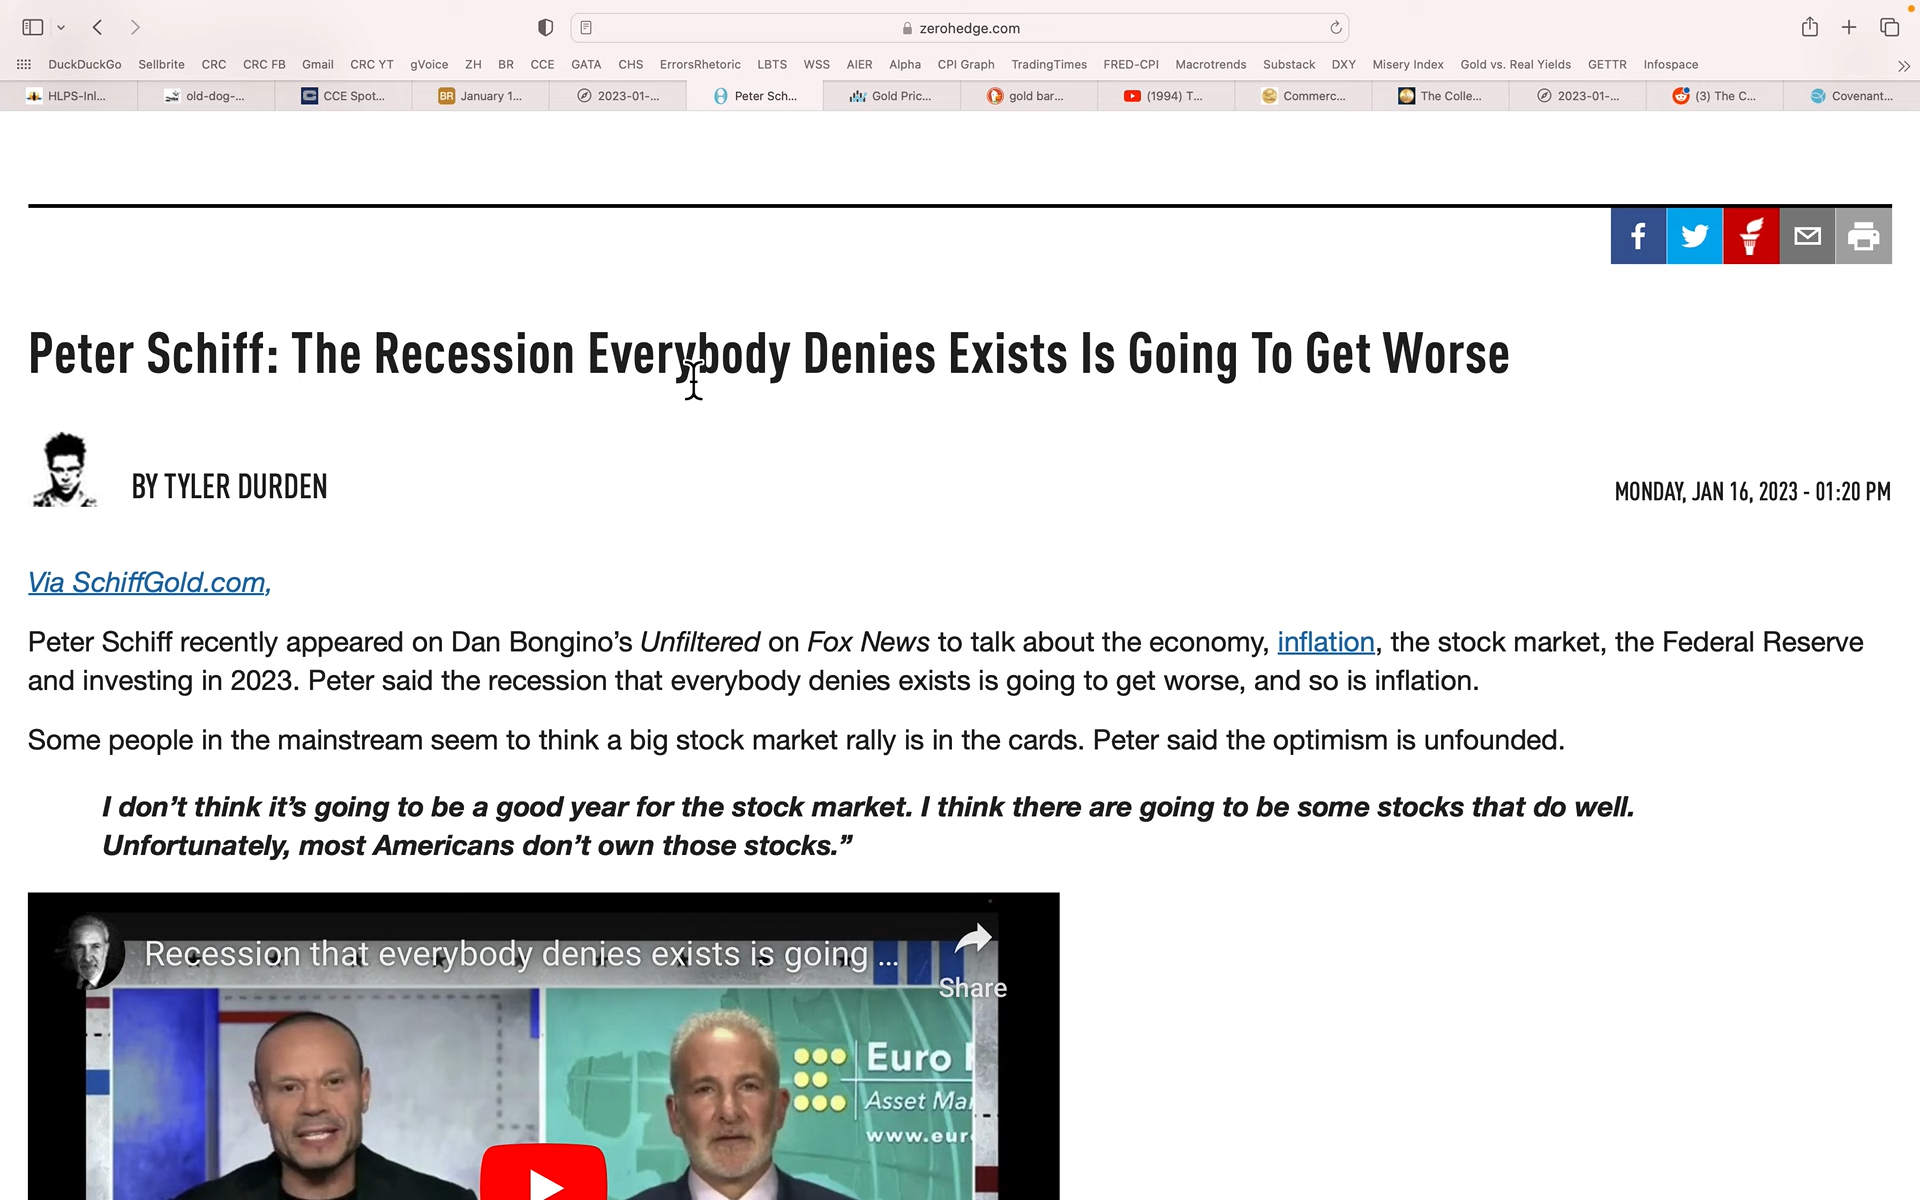 zerohedge.com
DuckDuckGo Sellbrite CRC CRC FB Gmail CRC YT gVoice ZH BR CCE GATA CHS ErrorsRhetoric LBTS WSS AIER Alpha CPI Graph TradingTimes FRED-CPI Macrotrends Substack DXY Misery Index Gold vs. Real Yields GETTR Infospace
HLPS-Inl... old-dog-... CCE Spot... BR January 1... 2023-01-... Peter Sch... Gold Pric... gold bar... (1994) T... Commerc... The Colle... 2023-01-... (3) The C... Covenant...
Peter Schiff: The Recession Everybody Denies Exists Is Going To Get Worse
BY TYLER DURDEN
MONDAY, JAN 16, 2023 - 01:20 PM
Via SchiffGold.com,
Peter Schiff recently appeared on Dan Bongino’s Unfiltered on Fox News to talk about the economy, inflation, the stock market, the Federal Reserve
and investing in 2023. Peter said the recession that everybody denies exists is going to get worse, and so is inflation.
Some people in the mainstream seem to think a big stock market rally is in the cards. Peter said the optimism is unfounded.
I don’t think it’s going to be a good year for the stock market. I think there are going to be some stocks that do well.
Unfortunately, most Americans don’t own those stocks.”
Recession that everybody denies exists is going ...
Share
Euro
Asset Ma
www.eur